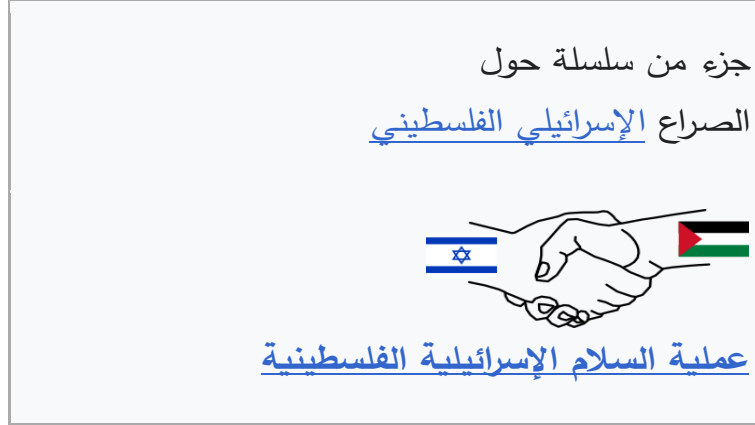 جزء من سلسلة حول
الصراع الإسرائيلي الفلسطيني
عملية السلام الإسرائيلية الفلسطينية